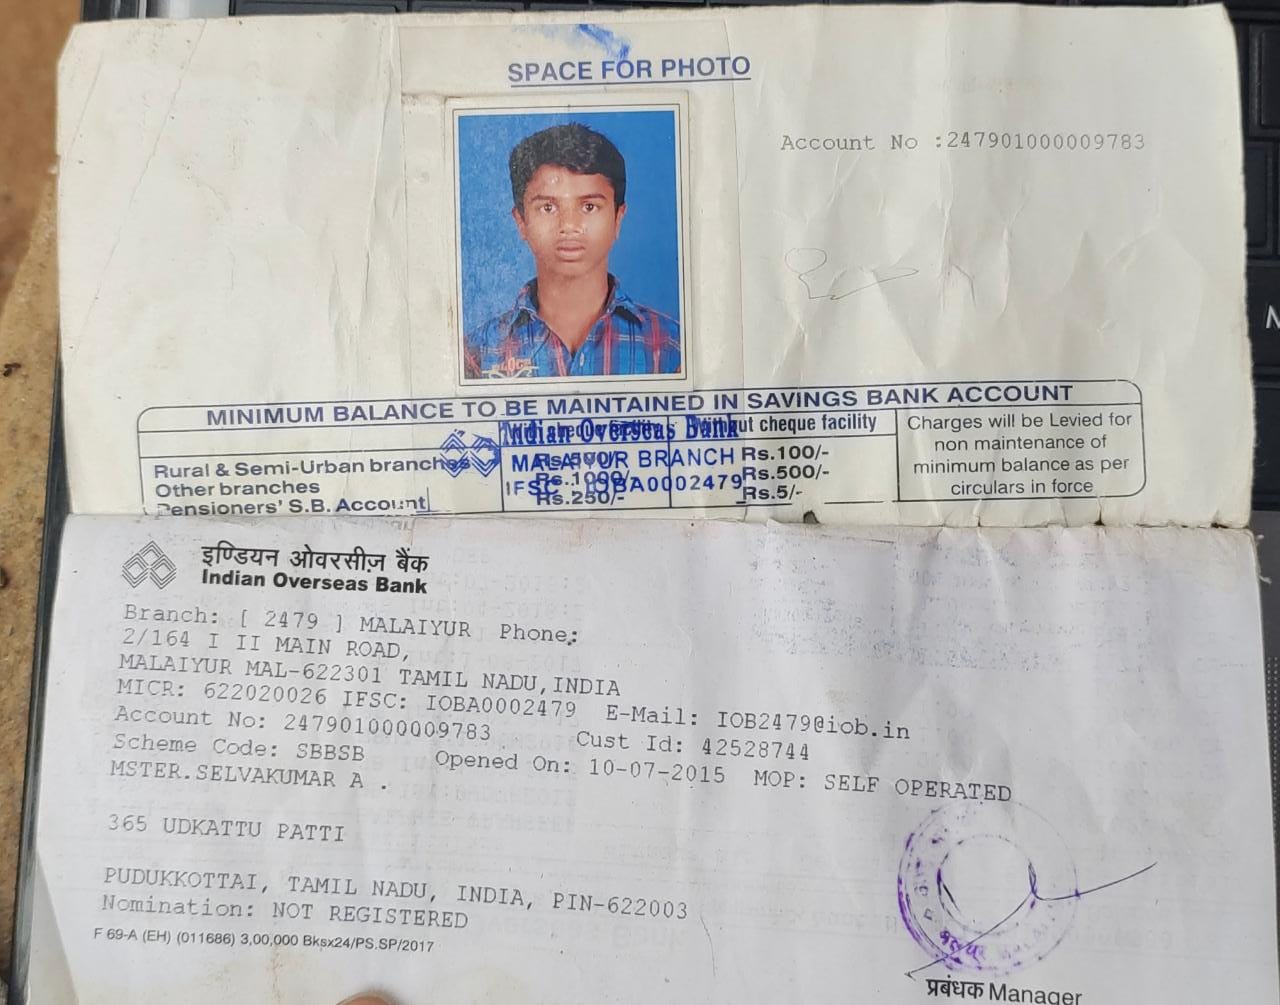 SPACE FOR PHOTO
Account No :247901000009783
MINIMUM BALANCE TO BE MAINTAINED IN SAVINGS BANK ACCOUNT
Without cheque facility
Rural & Semi-Urban branches Rs.500/- Rs.100/-
Other branches Rs.1000/- Rs.500/-
Pensioners' S.B. Account Rs.250/- Rs.5/-
Charges will be Levied for
non maintenance of
minimum balance as per
circulars in force
Indian Overseas Bank
MALAIYUR BRANCH
IFSC IOBA0002479
इण्डियन ओवरसीज़ बैंक
Indian Overseas Bank
Branch: [ 2479 ] MALAIYUR Phone:
2/164 I II MAIN ROAD,
MALAIYUR MAL-622301 TAMIL NADU,INDIA
MICR: 622020026 IFSC: IOBA0002479 E-Mail: IOB2479@iob.in
Account No: 247901000009783 Cust Id: 42528744
Scheme Code: SBBSB Opened On: 10-07-2015 MOP: SELF OPERATED
MSTER.SELVAKUMAR A .
365 UDKATTU PATTI
PUDUKKOTTAI, TAMIL NADU, INDIA, PIN-622003
Nomination: NOT REGISTERED
F 69-A (EH) (011686) 3,00,000 Bksx24/PS.SP/2017
प्रबंधक Manager